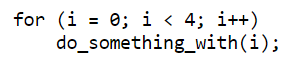 for (i = 0; i < 4; i++)
    do_something_with(i);